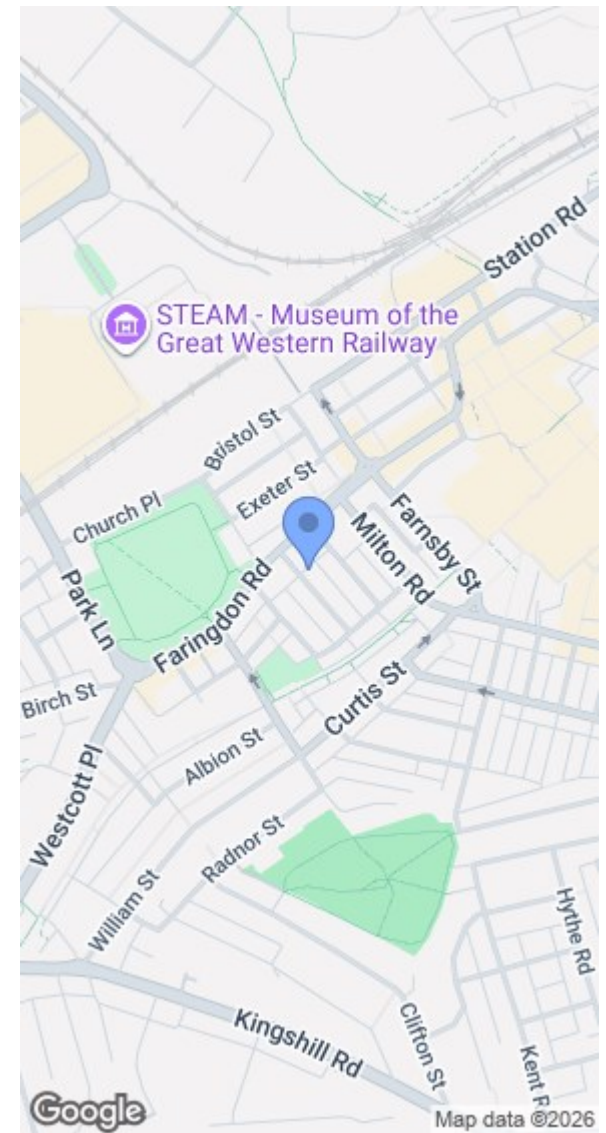 Station Rd
STEAM - Museum of the
Great Western Railway
Bristol St
Exeter St
Church Pl
Farnsby St
Milton Rd
Park Ln
Faringdon Rd
Birch St
Curtis St
Albion St
Westcott Pl
Radnor St
William St
Hythe Rd
Clifton St
Kingshill Rd
Kent R
Google
Map data ©2026